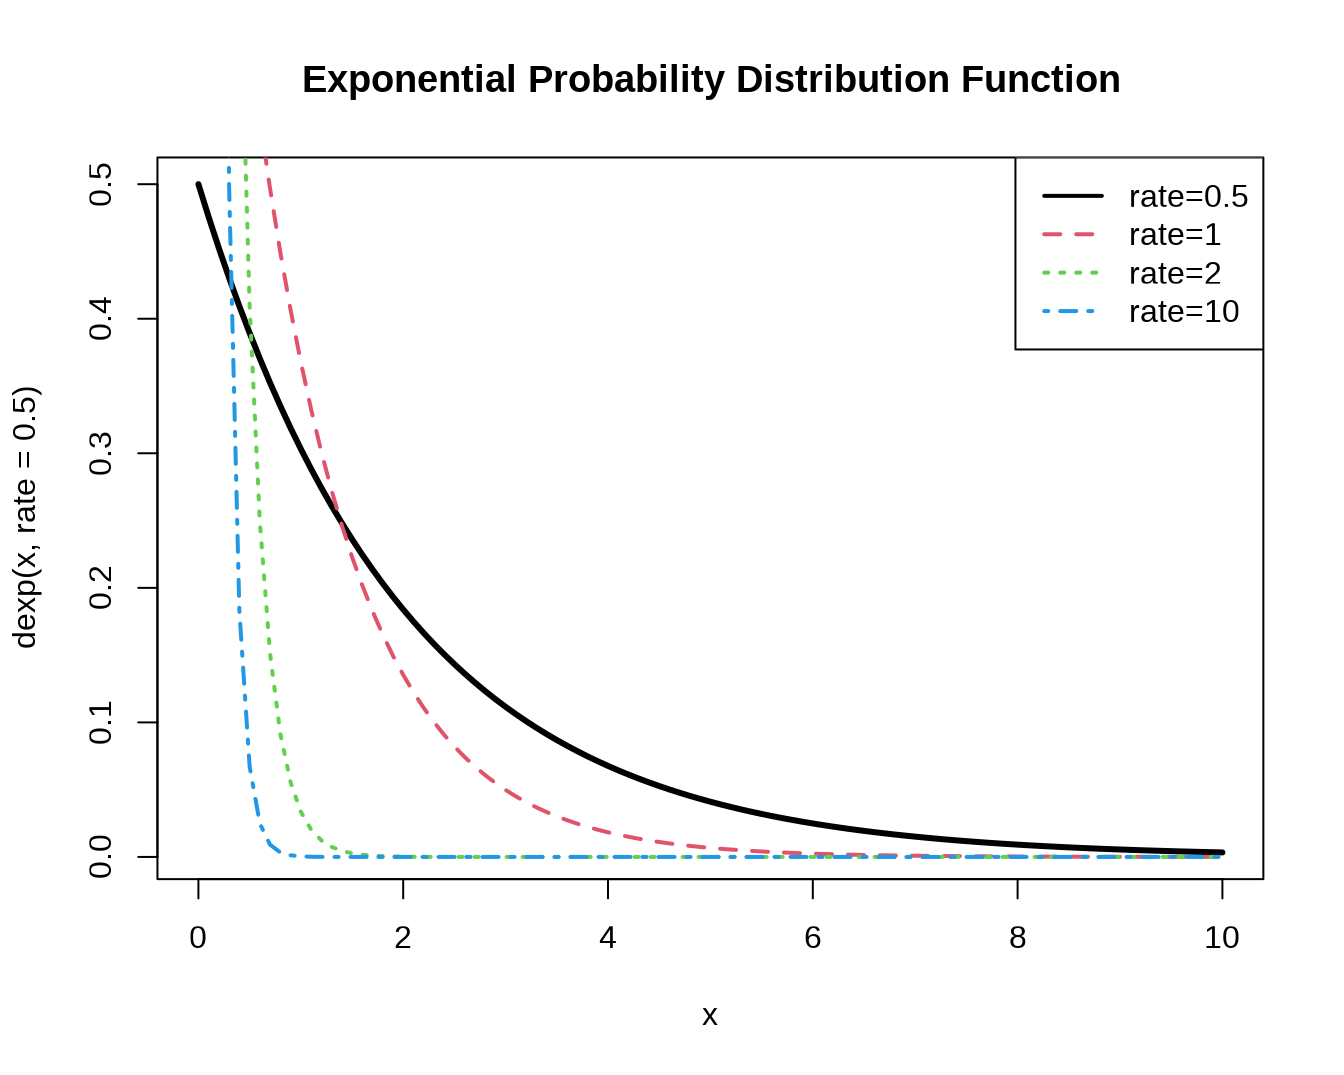 Exponential Probability Distribution Function
rate=0.5
rate=1
rate=2
rate=10
dexp(x, rate = 0.5)
0.5
0.4
0.3
0.2
0.1
0.0
0 2 4 6 8 10
x